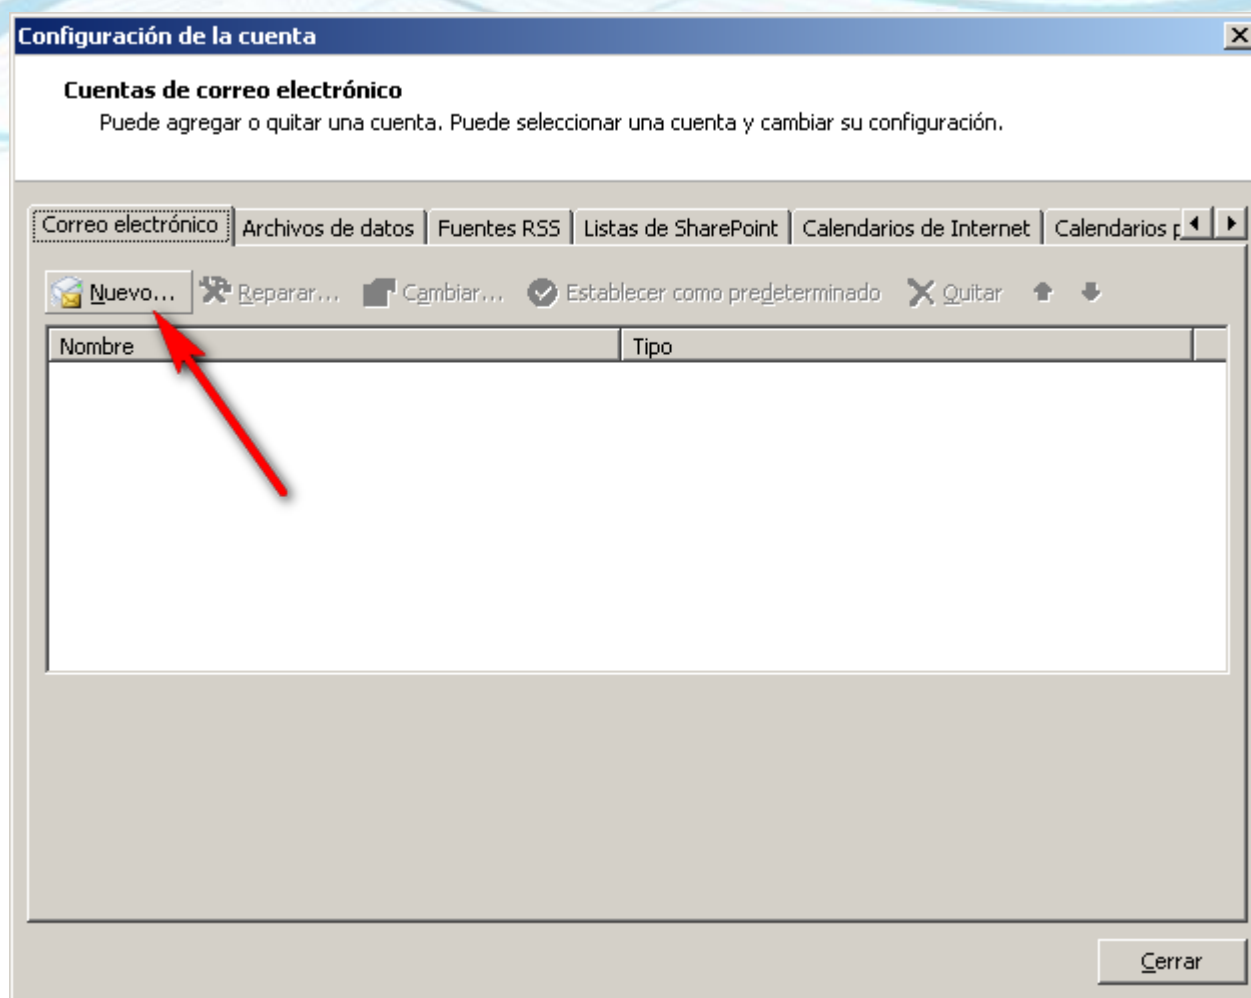 Configuración de la cuenta
Cuentas de correo electrónico
Puede agregar o quitar una cuenta. Puede seleccionar una cuenta y cambiar su configuración.
Correo electrónico Archivos de datos Fuentes RSS Listas de SharePoint Calendarios de Internet Calendarios p
Nuevo... Reparar... Cambiar... Establecer como predeterminado Quitar
Nombre Tipo
Cerrar